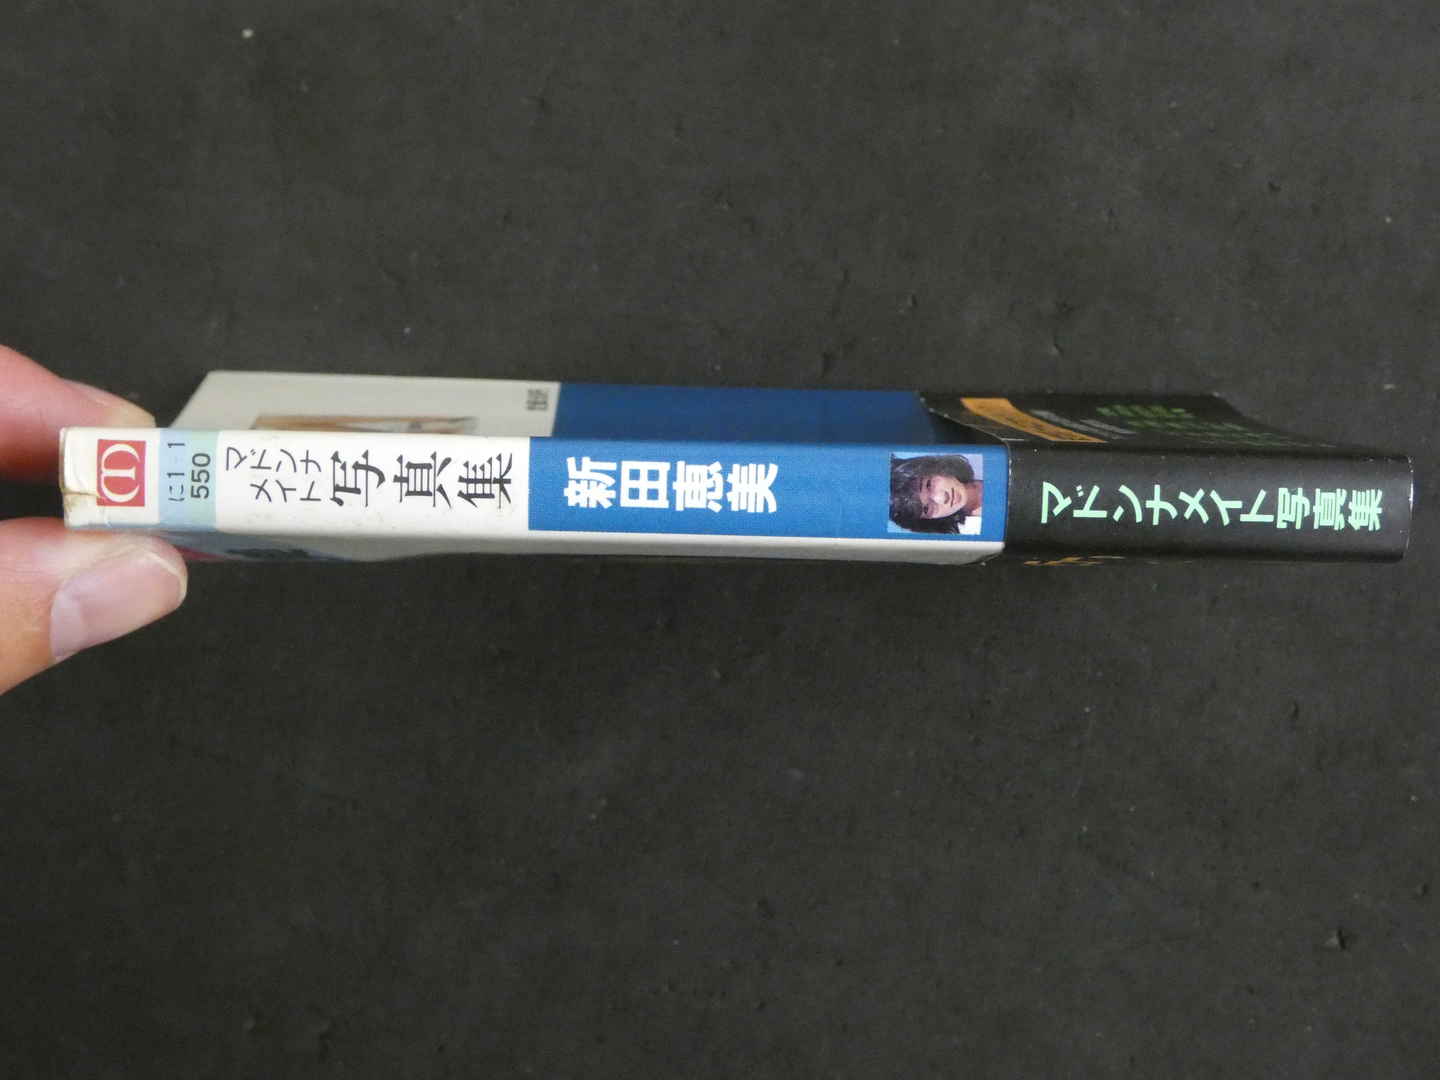 に1-1
550
マドンナ
メイト
写真集
新田恵美
マドンナメイト写真集